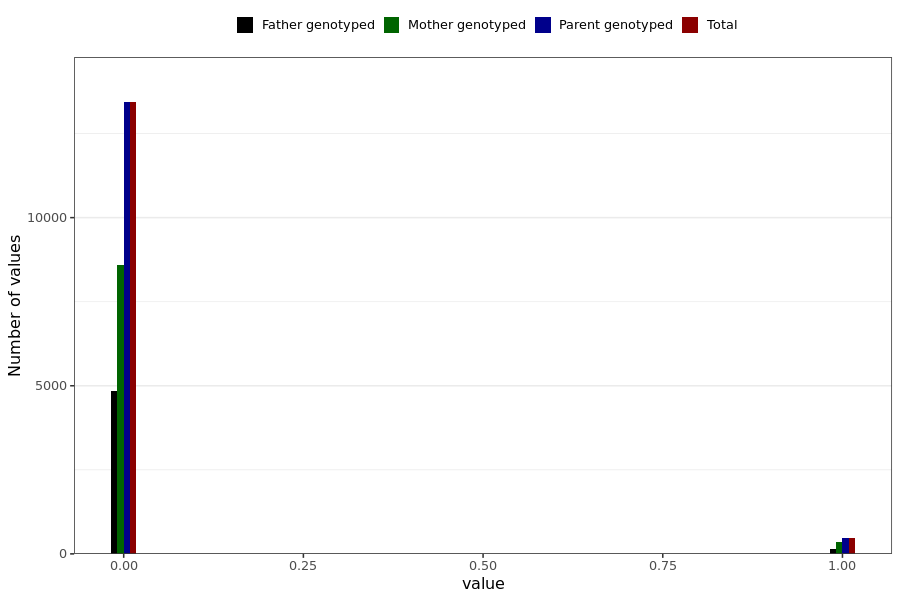 Father genotyped Mother genotyped Parent genotyped Total
Number of values
10000
5000
0
0.00 0.25 0.50 0.75 1.00
value